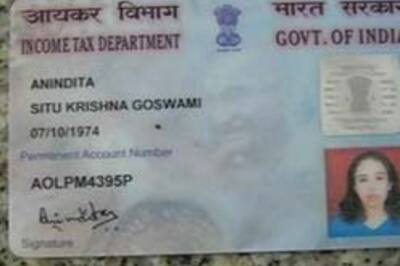 आयकर विभाग
भारत सरकार
INCOME TAX DEPARTMENT
GOVT. OF INDIA
ANINDITA
SITU KRISHNA GOSWAMI
07/10/1974
Permanent Account Number
AOLPM4395P
Anindita
Signature